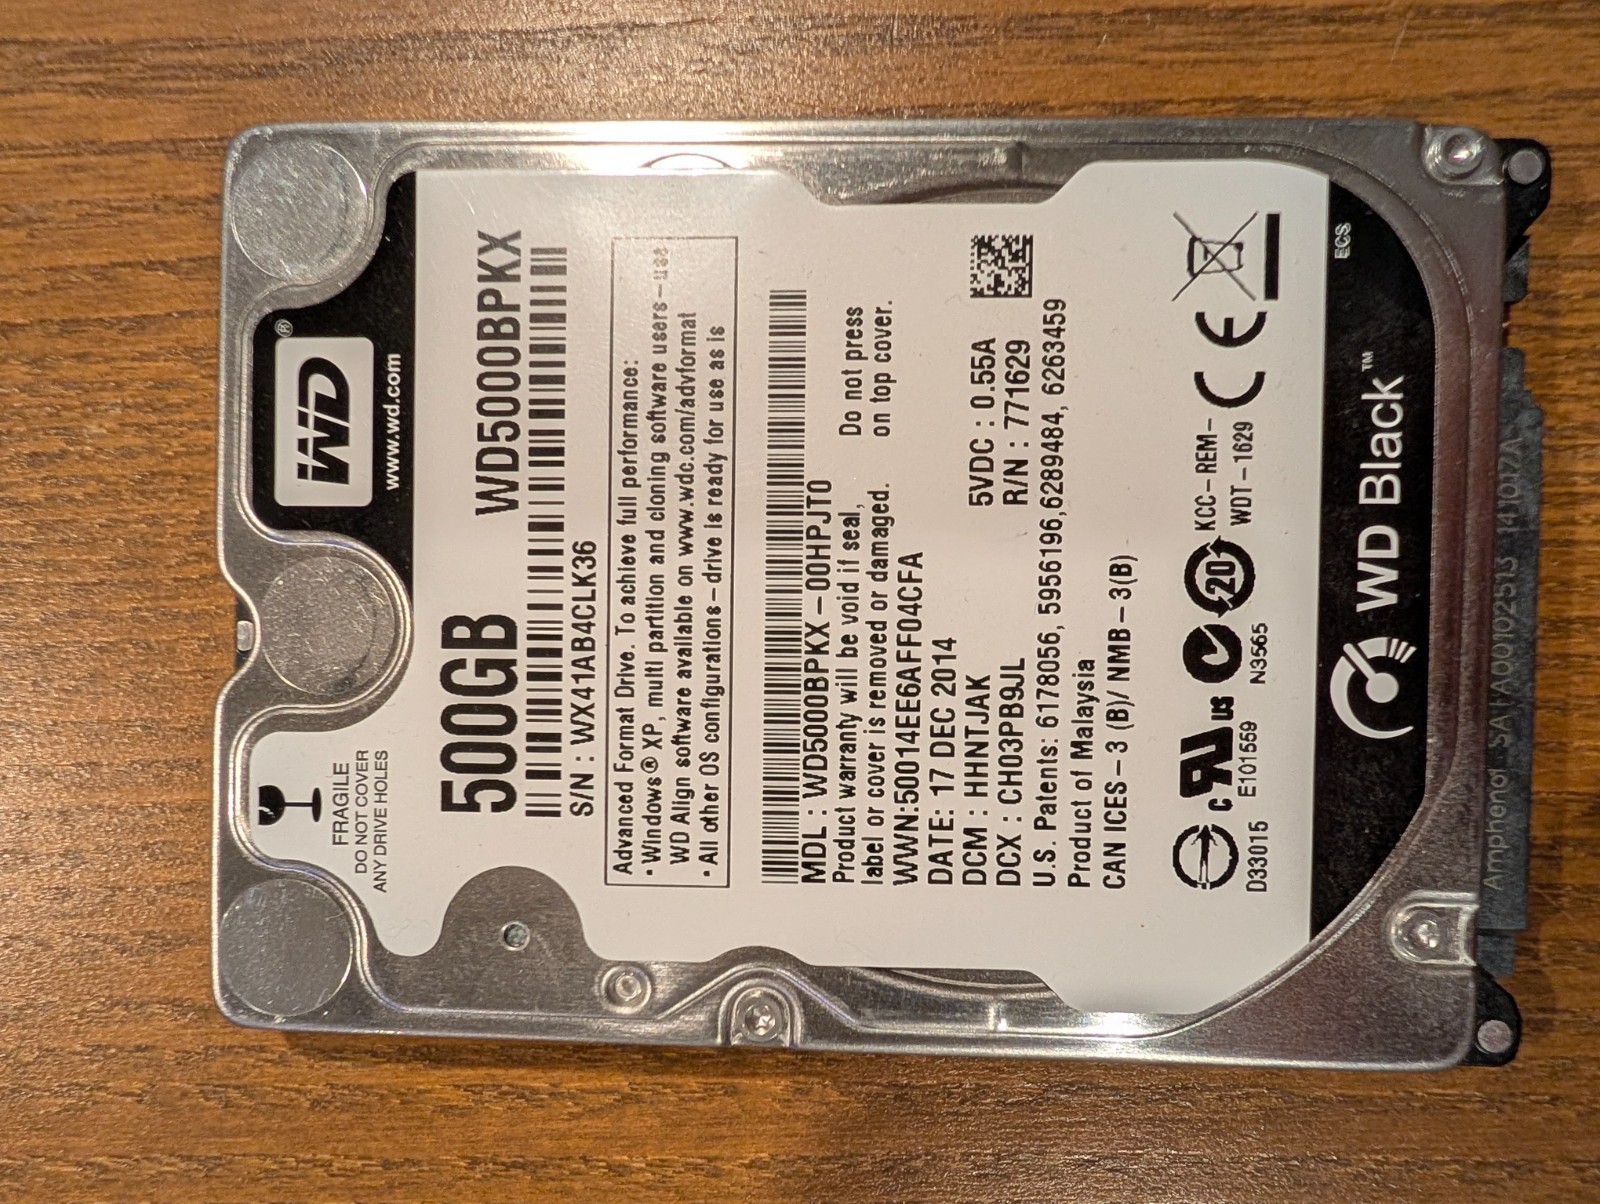 WD®
www.wd.com
FRAGILE
DO NOT COVER
ANY DRIVE HOLES
500GB WD5000BPKX
S/N : WX41AB4CLK36
Advanced Format Drive. To achieve full performance:
• Windows® XP, multi partition and cloning software users-use
WD Align software available on www.wdc.com/advformat
• All other OS configurations-drive is ready for use as is
MDL : WD5000BPKX-00HPJT0
Product warranty will be void if seal,
label or cover is removed or damaged.
Do not press
on top cover.
WWN:50014EE6AFF04CFA
DATE: 17 DEC 2014
DCM : HHNTJAK
DCX : CH03PB9JL
5VDC : 0.55A
R/N : 771629
U.S. Patents: 6178056, 5956196,6289484, 6263459
Product of Malaysia
CAN ICES-3 (B)/ NMB-3(B)
c us
20
KCC-REM-
WDT-1629
CE
D33015
E101559
N3565
WD Black™
ECS
Amphenol SATA00102513 141017A